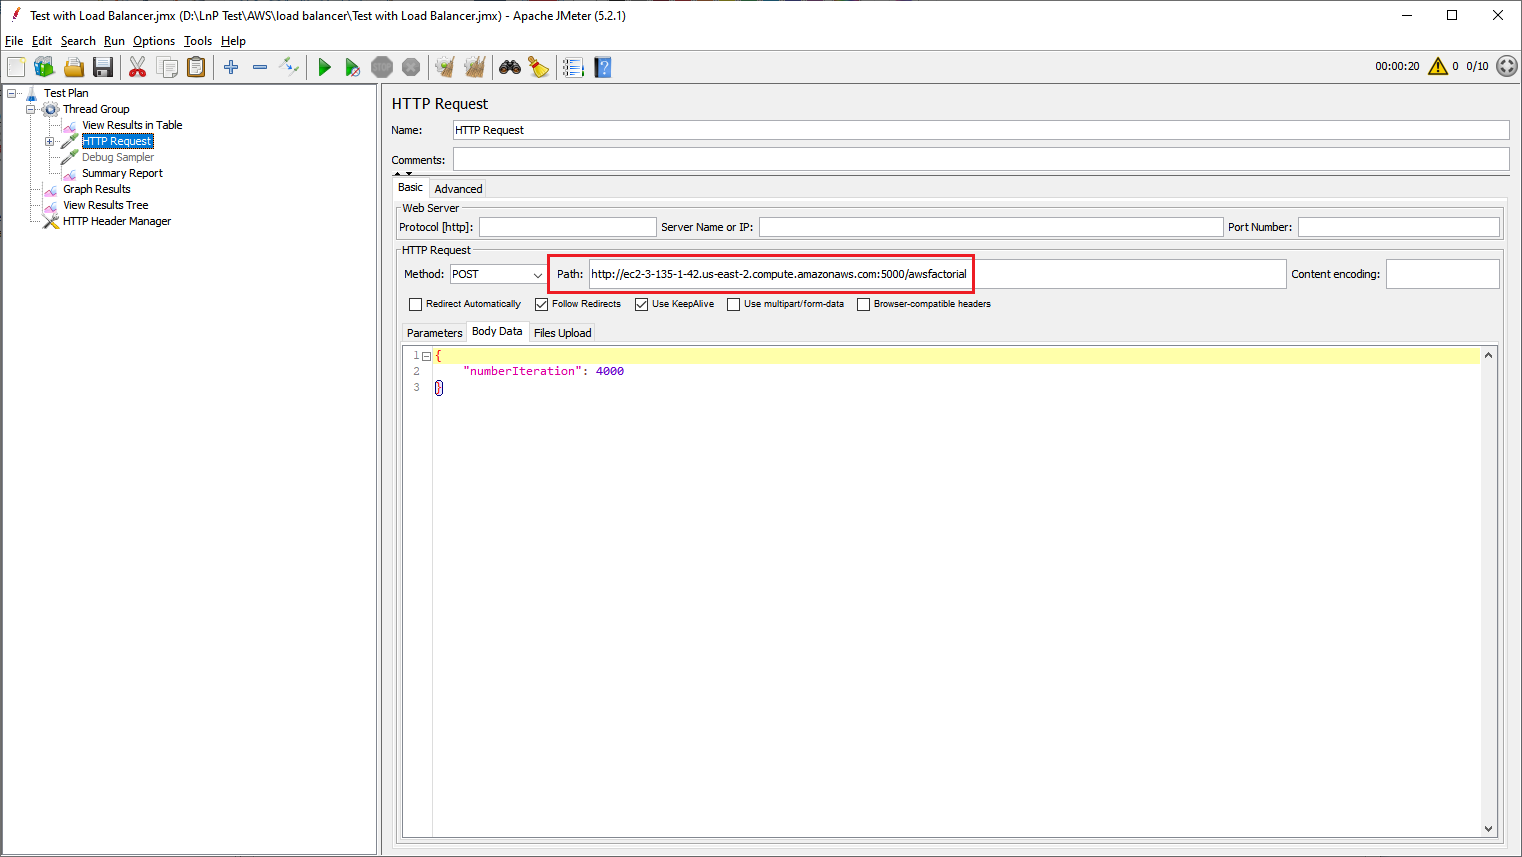 Test with Load Balancer.jmx (D:\LnP Test\AWS\load balancer\Test with Load Balancer.jmx) - Apache JMeter (5.2.1)
File Edit Search Run Options Tools Help
00:00:20 0 0/10
Test Plan
Thread Group
View Results in Table
HTTP Request
Debug Sampler
Summary Report
Graph Results
View Results Tree
HTTP Header Manager
HTTP Request
Name: HTTP Request
Comments:
Basic Advanced
Web Server
Protocol [http]: Server Name or IP: Port Number:
HTTP Request
Method: POST Path: http://ec2-3-135-1-42.us-east-2.compute.amazonaws.com:5000/awsfactorial Content encoding:
Redirect Automatically Follow Redirects Use KeepAlive Use multipart/form-data Browser-compatible headers
Parameters Body Data Files Upload
1 {
2 "numberIteration": 4000
3 }